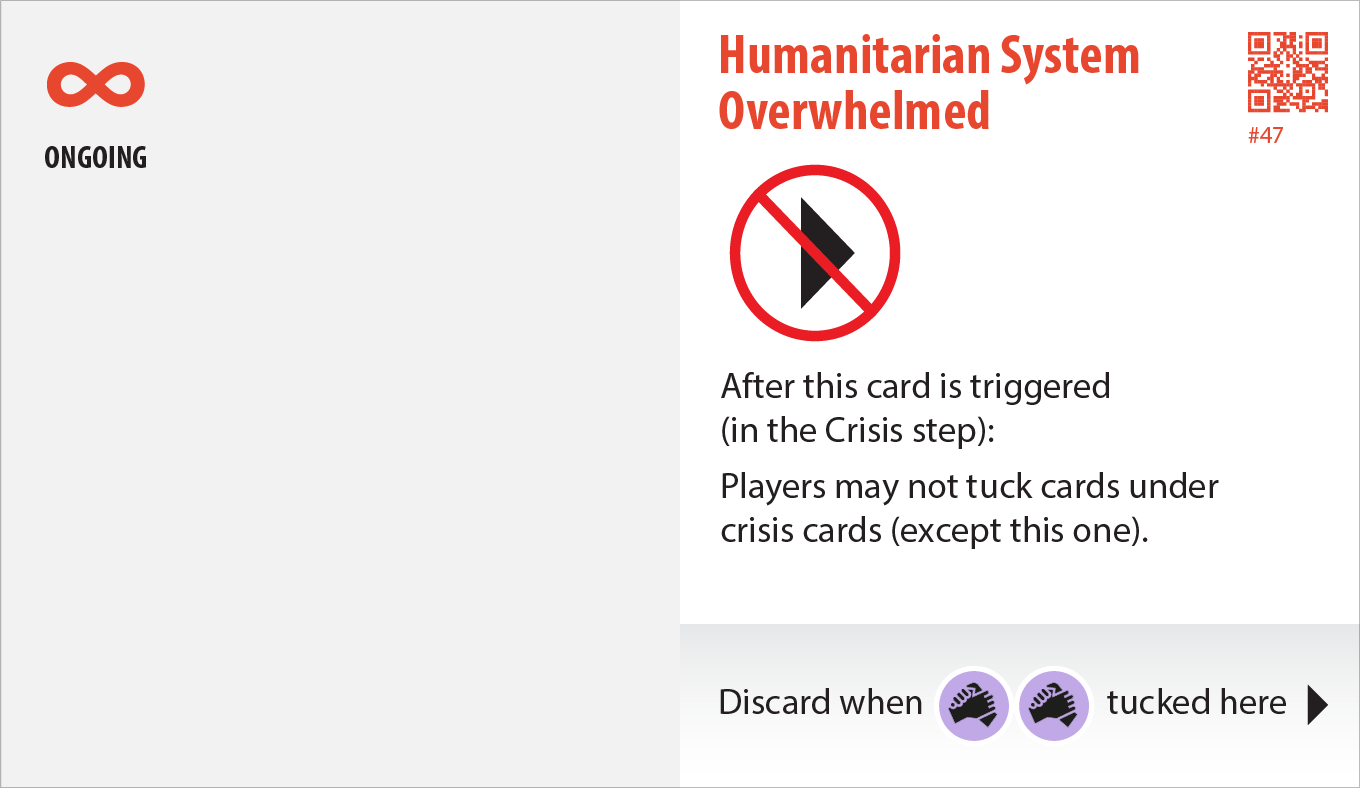 ONGOING
Humanitarian System
Overwhelmed
#47
After this card is triggered
(in the Crisis step):
Players may not tuck cards under
crisis cards (except this one).
Discard when tucked here